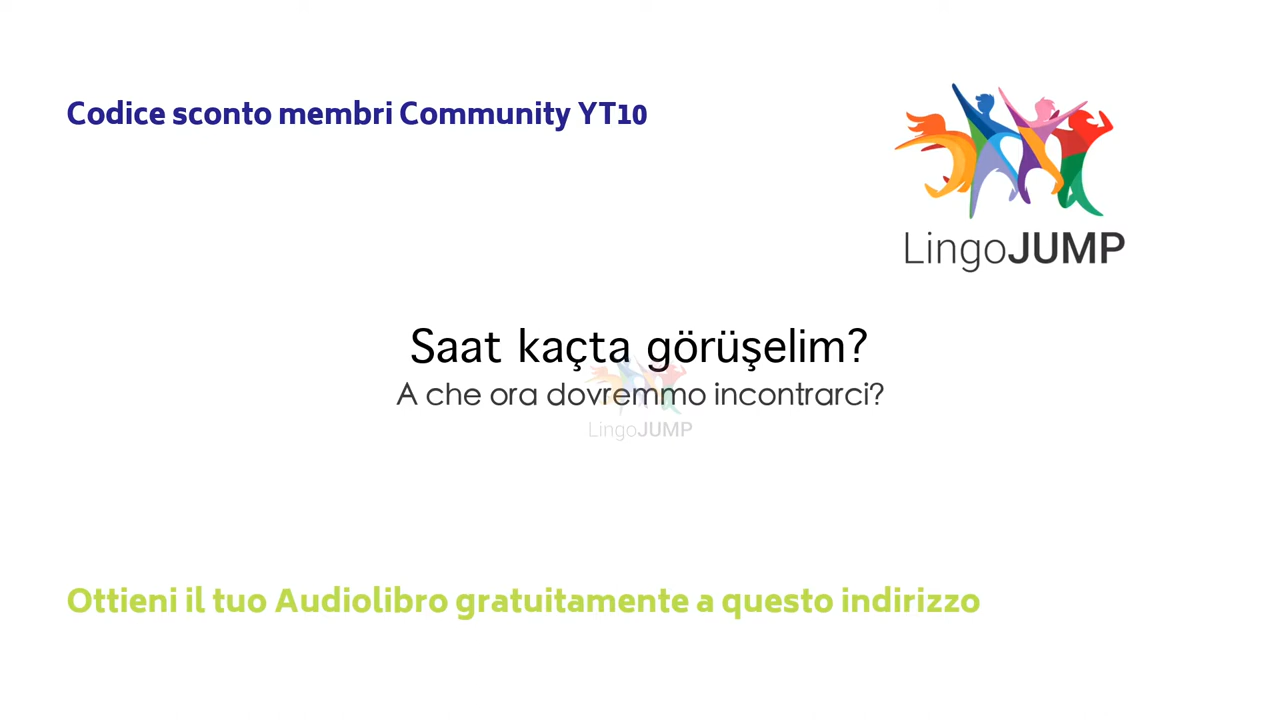 Codice sconto membri Community YT10
LingoJUMP
Saat kaçta görüşelim?
A che ora dovremmo incontrarci?
LingoJUMP
Ottieni il tuo Audiolibro gratuitamente a questo indirizzo